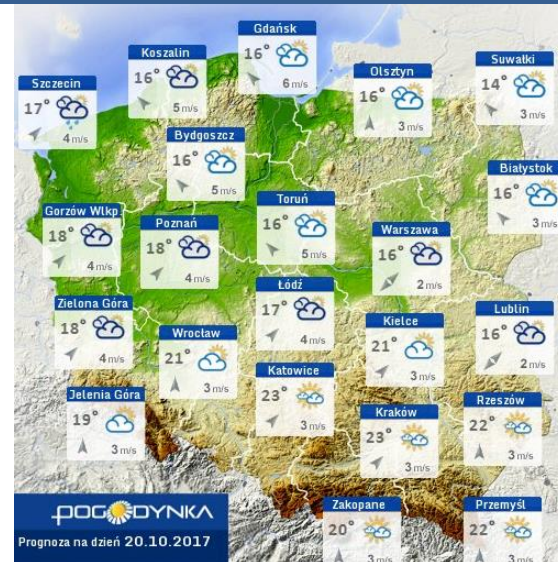 Gdańsk
16°
6 m/s
Koszalin
16°
5 m/s
Suwałki
14°
3 m/s
Olsztyn
16°
3 m/s
Szczecin
17°
4 m/s
Bydgoszcz
16°
5 m/s
Białystok
16°
3 m/s
Toruń
16°
5 m/s
Gorzów Wlkp.
18°
4 m/s
Poznań
18°
4 m/s
Warszawa
16°
2 m/s
Łódź
17°
4 m/s
Zielona Góra
18°
4 m/s
Lublin
16°
2 m/s
Kielce
21°
3 m/s
Wrocław
21°
3 m/s
Katowice
23°
3 m/s
Jelenia Góra
19°
3 m/s
Rzeszów
22°
3 m/s
Kraków
23°
3 m/s
Zakopane
20°
3 m/s
Przemyśl
22°
3 m/s
POGODYNKA
Prognoza na dzień 20.10.2017